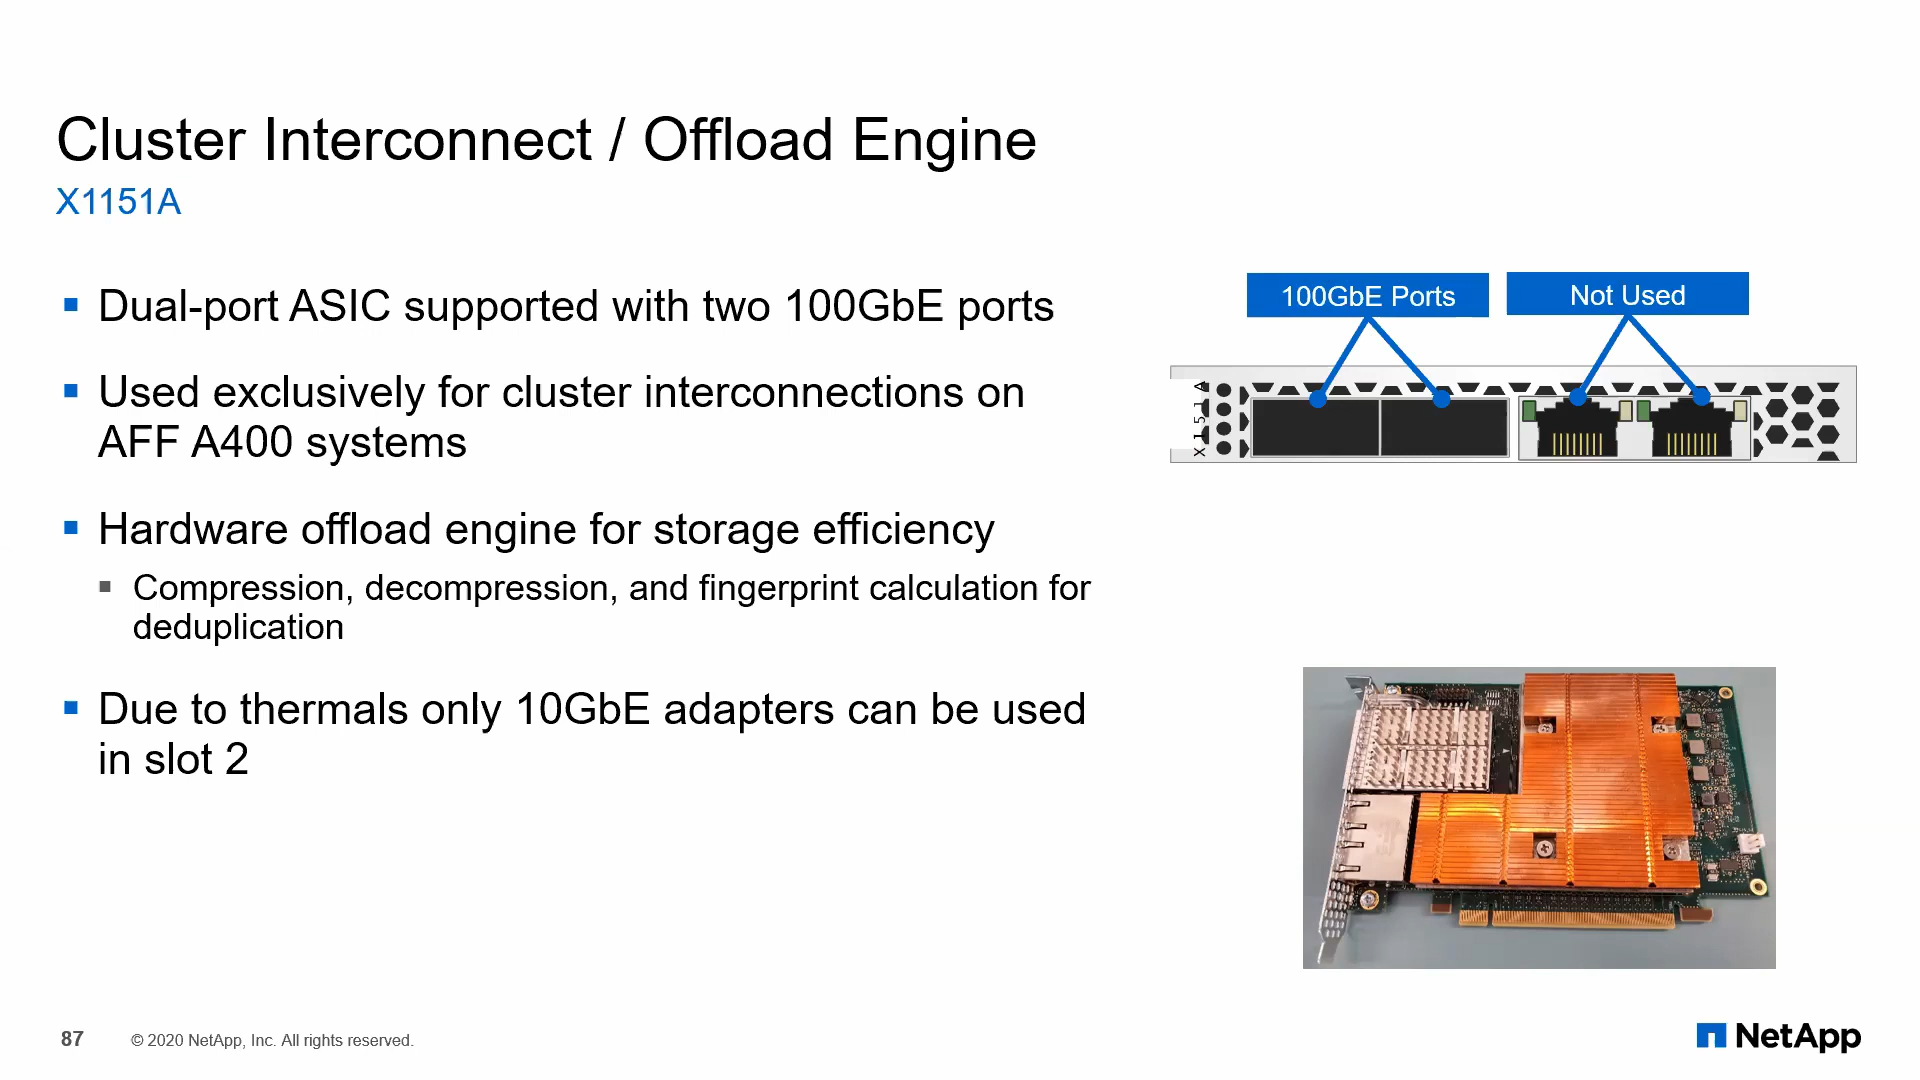 Cluster Interconnect / Offload Engine
X1151A
Dual-port ASIC supported with two 100GbE ports
Used exclusively for cluster interconnections on
AFF A400 systems
Hardware offload engine for storage efficiency
Compression, decompression, and fingerprint calculation for
deduplication
Due to thermals only 10GbE adapters can be used
in slot 2
100GbE Ports
Not Used
X1151A
87
© 2020 NetApp, Inc. All rights reserved.
NetApp